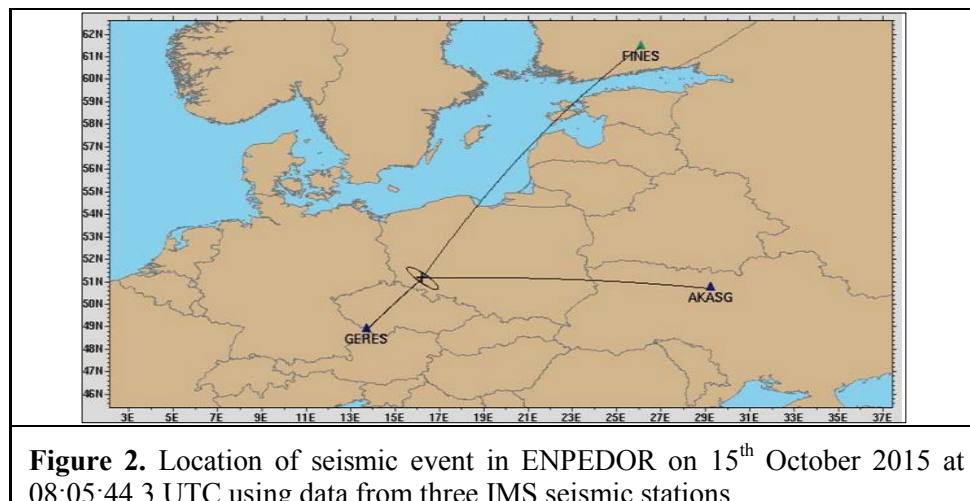 62N
61N
60N
59N
58N
57N
56N
55N
54N
53N
52N
51N
50N
49N
48N
47N
46N
FINES
AKASG
GERES
3E 5E 7E 9E 11E 13E 15E 17E 19E 21E 23E 25E 27E 29E 31E 33E 35E 37E
Figure 2. Location of seismic event in ENPEDOR on 15th October 2015 at
08:05:44.3 UTC using data from three IMS seismic stations